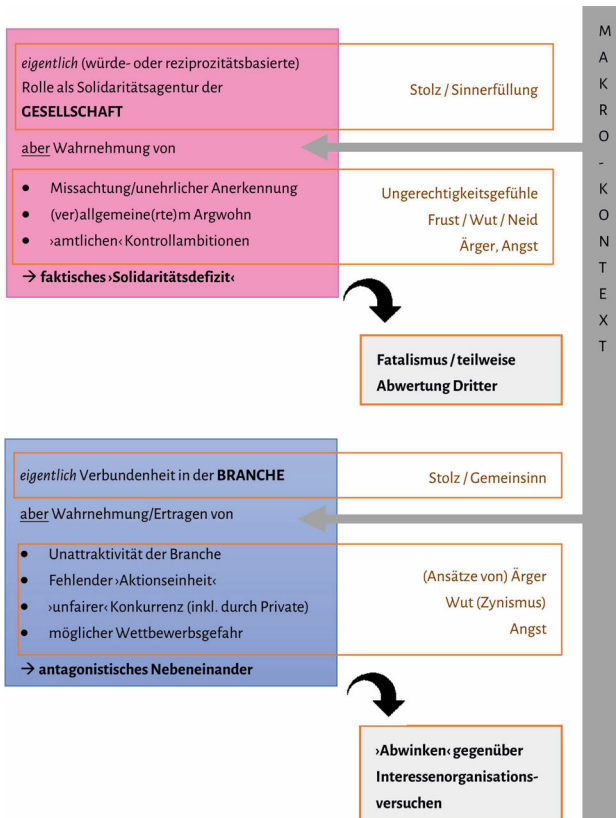 eigentlich (würde- oder reziprozitätsbasierte)
Rolle als Solidaritätsagentur der
GESELLSCHAFT
Stolz / Sinnerfüllung
aber Wahrnehmung von
• Missachtung/unehrlicher Anerkennung
• (ver)allgemeine(rte)m Argwohn
• ›amtlichen‹ Kontrollambitionen
Ungerechtigkeitsgefühle
Frust / Wut / Neid
Ärger, Angst
→ faktisches ›Solidaritätsdefizit‹
Fatalismus / teilweise
Abwertung Dritter
eigentlich Verbundenheit in der BRANCHE
Stolz / Gemeinsinn
aber Wahrnehmung/Ertragen von
• Unattraktivität der Branche
• Fehlender ›Aktionseinheit‹
• ›unfairer‹ Konkurrenz (inkl. durch Private)
• möglicher Wettbewerbsgefahr
(Ansätze von) Ärger
Wut (Zynismus)
Angst
→ antagonistisches Nebeneinander
›Abwinken‹ gegenüber
Interessenorganisations-
versuchen
M
A
K
R
O
-
K
O
N
T
E
X
T